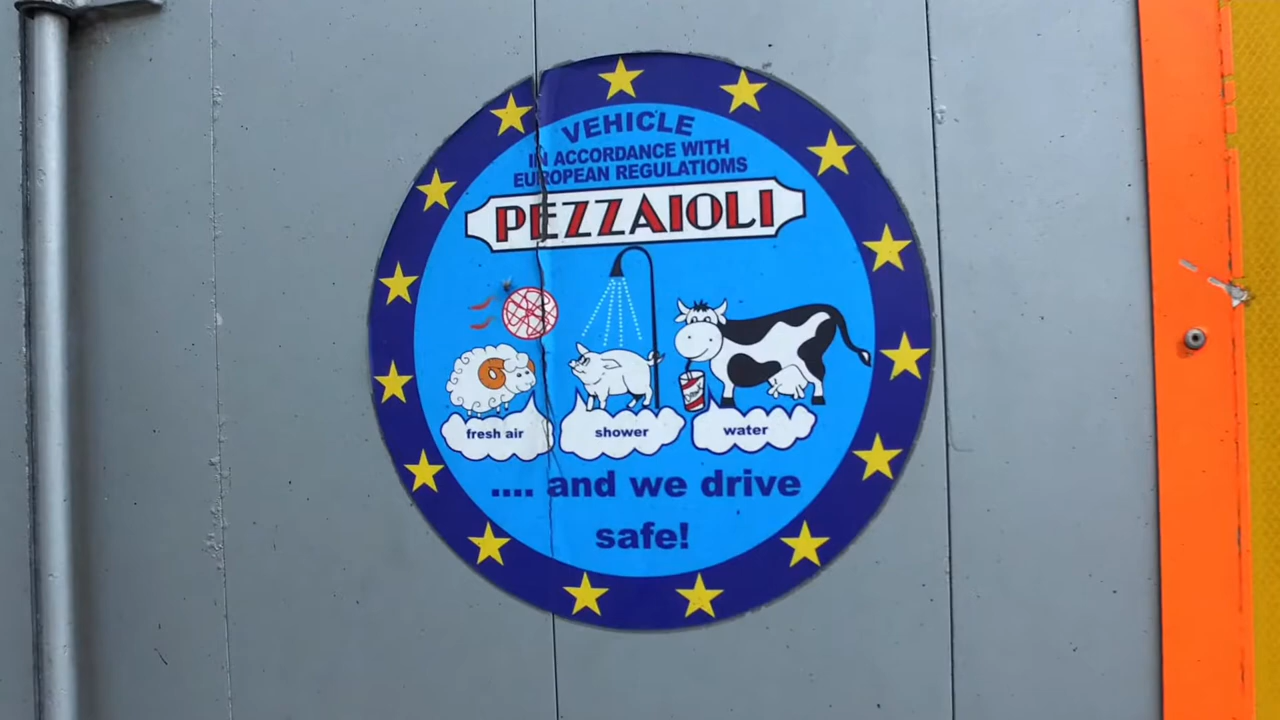 VEHICLE
IN ACCORDANCE WITH
EUROPEAN REGULATIOMS
PEZZAIOLI
fresh air
shower
water
.... and we drive
safe!